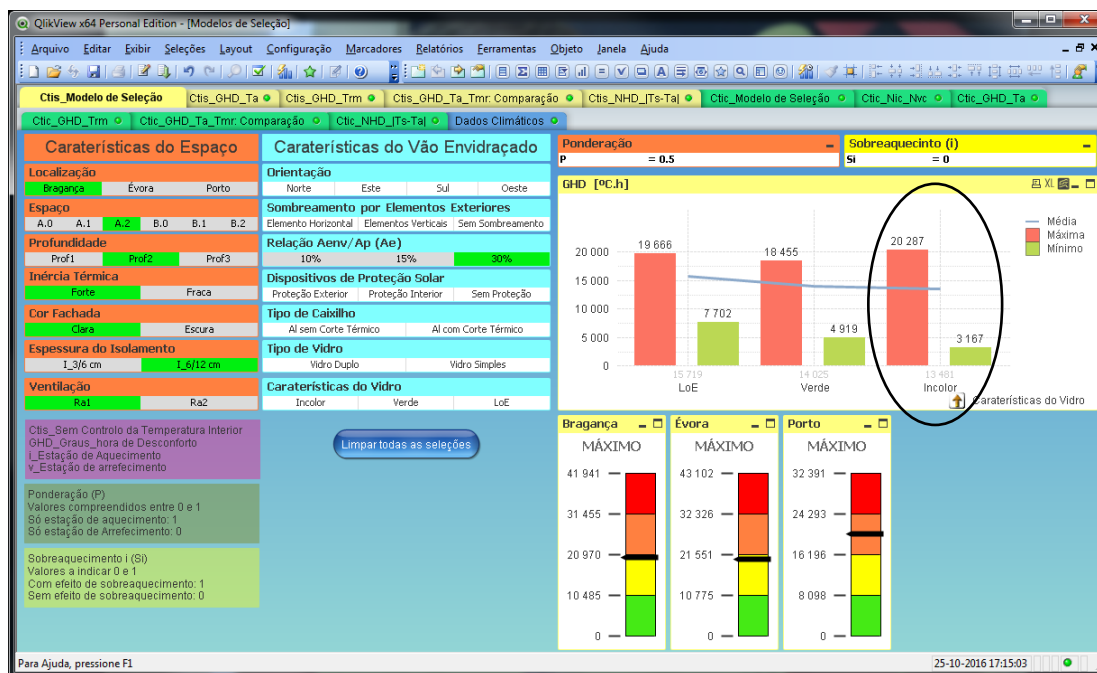 QlikView x64 Personal Edition - [Modelos de Seleção]
Arquivo Editar Exibir Seleções Layout Configuração Marcadores Relatórios Ferramentas Objeto Janela Ajuda
Ctis_Modelo de Seleção Ctis_GHD_Ta Ctis_GHD_Trm Ctis_GHD_Ta_Tmr: Comparação Ctis_NHD_|Ts-Ta| Ctic_Modelo de Seleção Ctic_Nic_Nvc Ctic_GHD_Ta
Ctic_GHD_Trm Ctic_GHD_Ta_Tmr: Comparação Ctic_NHD_|Ts-Ta| Dados Climáticos
Caraterísticas do Espaço
Localização
Bragança Évora Porto
Espaço
A.0 A.1 A.2 B.0 B.1 B.2
Profundidade
Prof1 Prof2 Prof3
Inércia Térmica
Forte Fraca
Cor Fachada
Clara Escura
Espessura do Isolamento
I_3/6 cm I_6/12 cm
Ventilação
Ra1 Ra2
Ctis_Sem Controlo da Temperatura Interior
GHD_Graus_hora de Desconforto
i_Estação de Aquecimento
v_Estação de arrefecimento
Ponderação (P)
Valores compreendidos entre 0 e 1
Só estação de aquecimento: 1
Só estação de Arrefecimento: 0
Sobreaquecimento i (Si)
Valores a indicar 0 e 1
Com efeito de sobreaquecimento: 1
Sem efeito de sobreaquecimento: 0
Caraterísticas do Vão Envidraçado
Orientação
Norte Este Sul Oeste
Sombreamento por Elementos Exteriores
Elemento Horizontal Elementos Verticais Sem Sombreamento
Relação Aenv/Ap (Ae)
10% 15% 30%
Dispositivos de Proteção Solar
Proteção Exterior Proteção Interior Sem Proteção
Tipo de Caixilho
Al sem Corte Térmico Al com Corte Térmico
Tipo de Vidro
Vidro Duplo Vidro Simples
Caraterísticas do Vidro
Incolor Verde LoE
Limpar todas as seleções
Ponderação
P = 0.5
Sobreaquecinto (i)
Si = 0
GHD [ºC.h]
XL
Média
Máxima
Mínimo
20 000
15 000
10 000
5 000
0
19 666 7 702
18 455 4 919
20 287 3 167
15 719 14 025 13 481
LoE Verde Incolor
Caraterísticas do Vidro
Bragança
MÁXIMO
41 941
31 455
20 970
10 485
0
Évora
MÁXIMO
43 102
32 326
21 551
10 775
0
Porto
MÁXIMO
32 391
24 293
16 196
8 098
0
Para Ajuda, pressione F1
25-10-2016 17:15:03